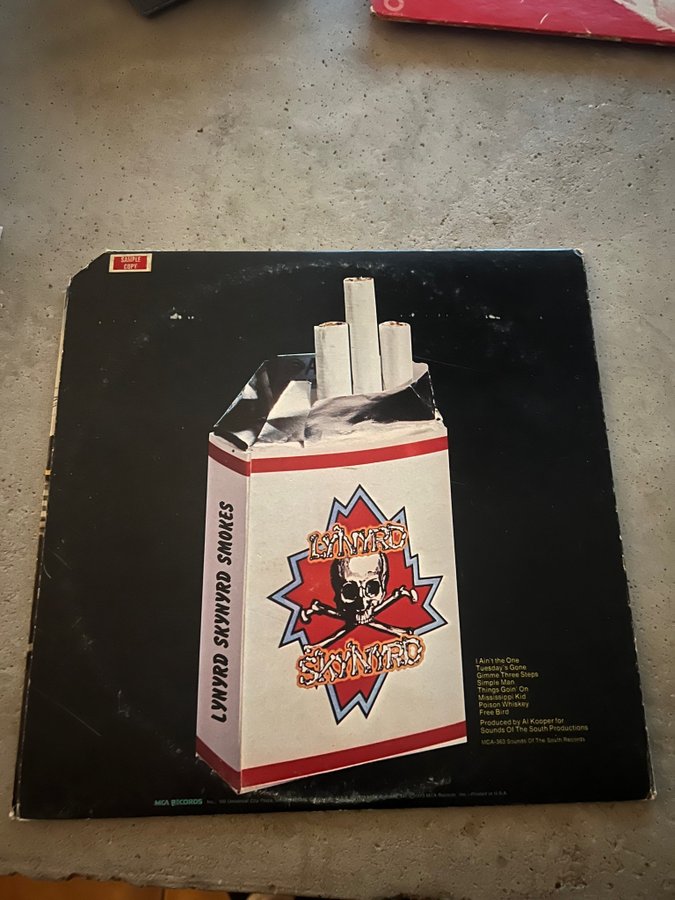 SAMPLE
COPY
LYNYRD SKYNYRD SMOKES
LYNYRD
SKYNYRD
I Ain't the One
Tuesday's Gone
Gimme Three Steps
Simple Man
Things Goin' On
Mississippi Kid
Poison Whiskey
Free Bird
Produced by Al Kooper for
Sounds Of The South Productions
MCA-363 Sounds Of The South Records
MCA RECORDS